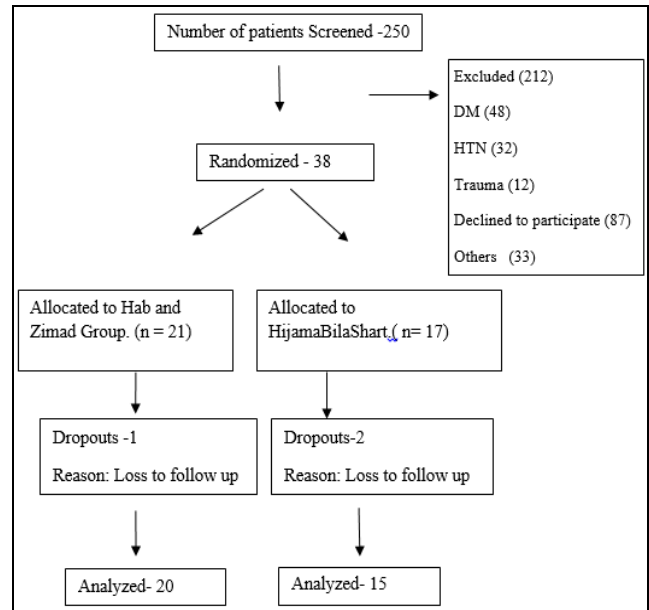 Number of patients Screened -250
Excluded (212)
DM (48)
HTN (32)
Trauma (12)
Declined to participate (87)
Others (33)
Randomized - 38
Allocated to Hab and
Zimad Group. (n = 21)
Allocated to
HijamaBilaShart.( n= 17)
Dropouts -1
Reason: Loss to follow up
Dropouts-2
Reason: Loss to follow up
Analyzed- 20
Analyzed- 15